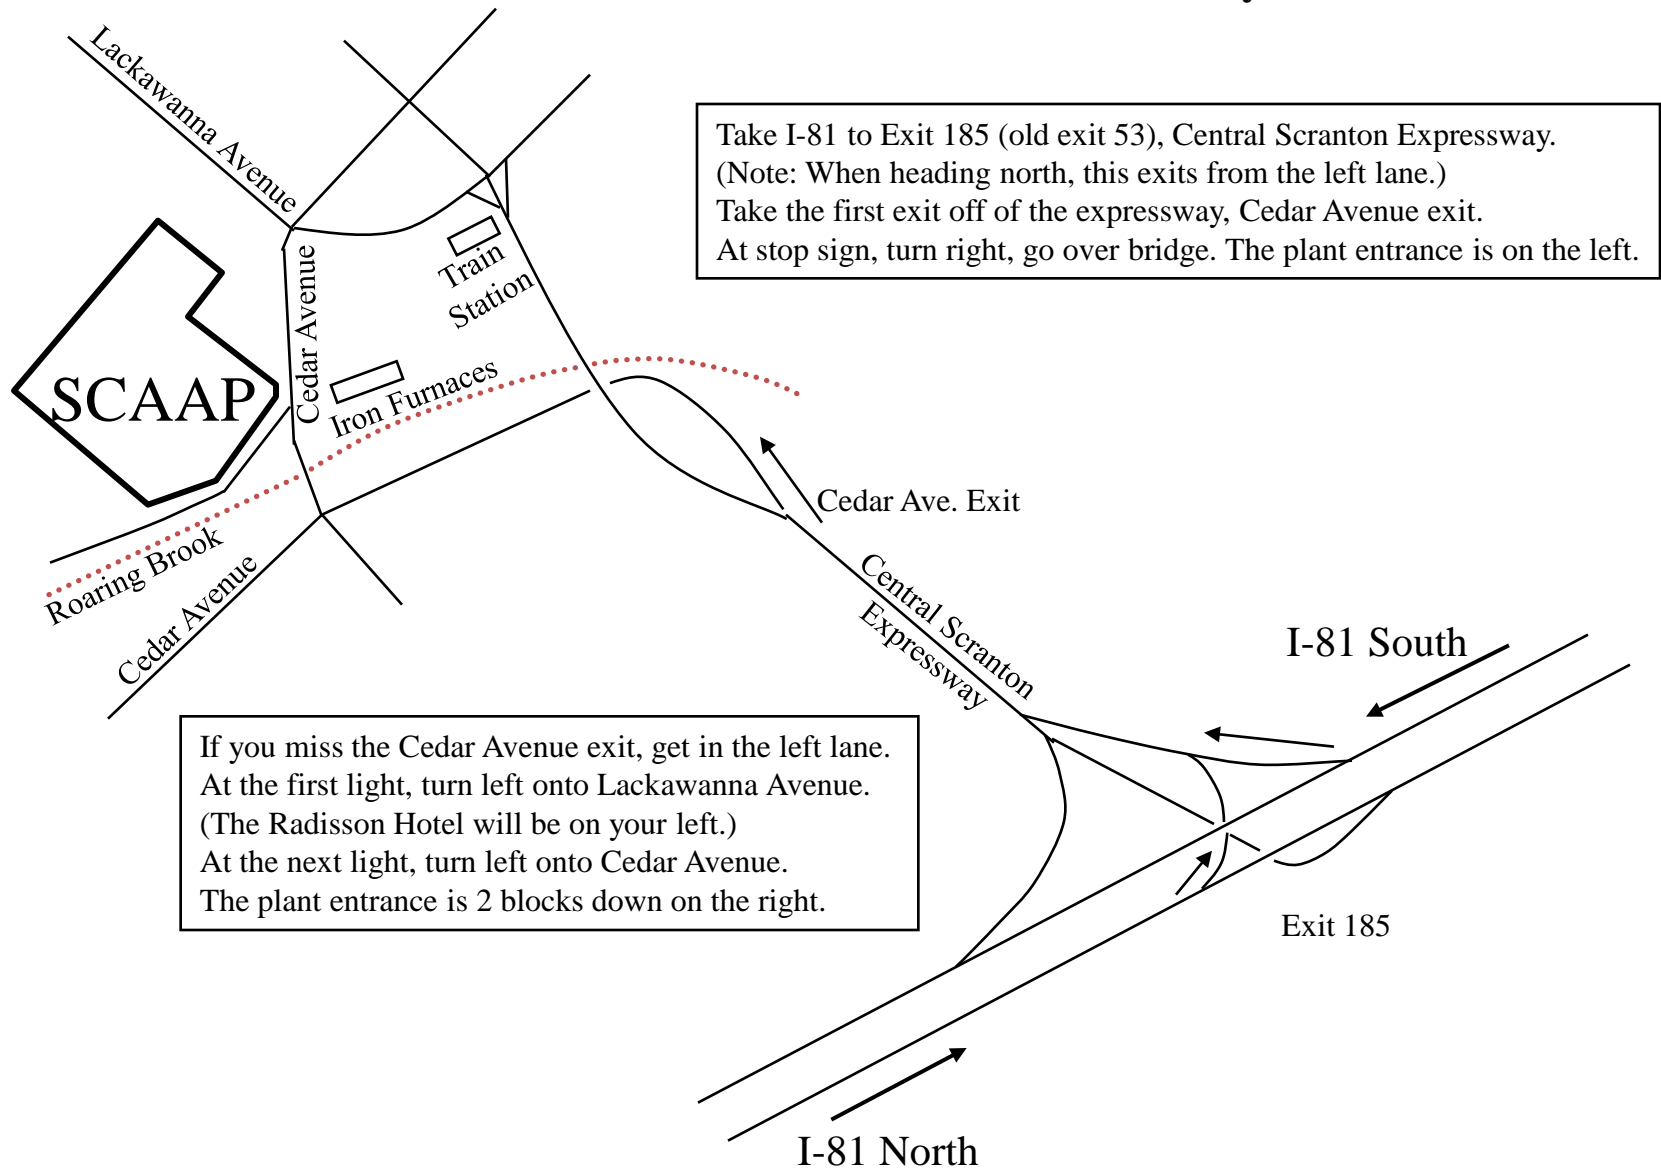 Lackawanna Avenue
Take I-81 to Exit 185 (old exit 53), Central Scranton Expressway.
(Note: When heading north, this exits from the left lane.)
Take the first exit off of the expressway, Cedar Avenue exit.
At stop sign, turn right, go over bridge. The plant entrance is on the left.
Train
Station
Cedar Avenue
SCAAP
Iron Furnaces
Cedar Ave. Exit
Roaring Brook
Cedar Avenue
Central Scranton
Expressway
I-81 South
If you miss the Cedar Avenue exit, get in the left lane.
At the first light, turn left onto Lackawanna Avenue.
(The Radisson Hotel will be on your left.)
At the next light, turn left onto Cedar Avenue.
The plant entrance is 2 blocks down on the right.
Exit 185
I-81 North